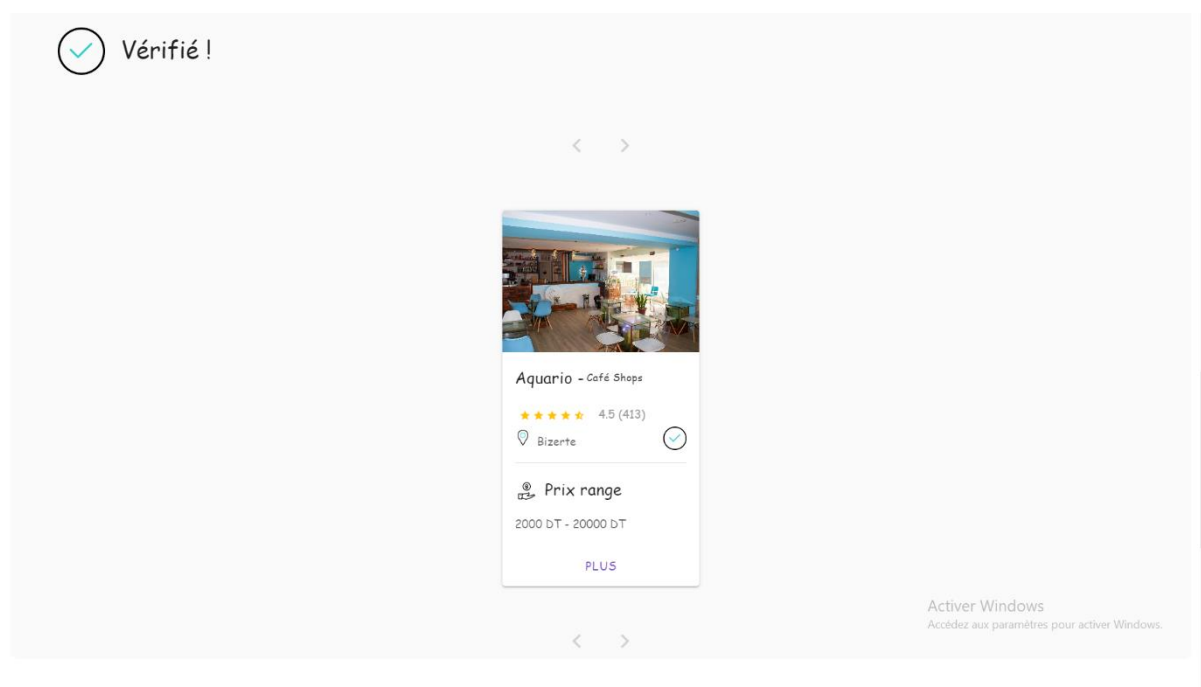 Vérifié !
Aquario - Café Shops
4.5 (413)
Bizerte
Prix range
2000 DT - 20000 DT
PLUS
Activer Windows
Accédez aux paramètres pour activer Windows.